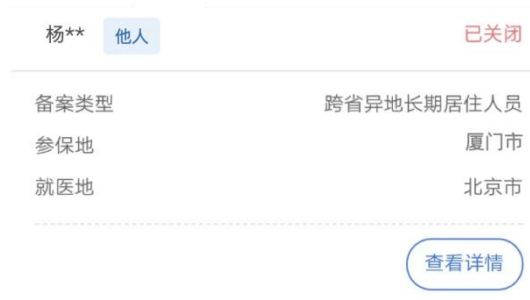 杨** 他人 已关闭
备案类型 跨省异地长期居住人员
参保地 厦门市
就医地 北京市
查看详情